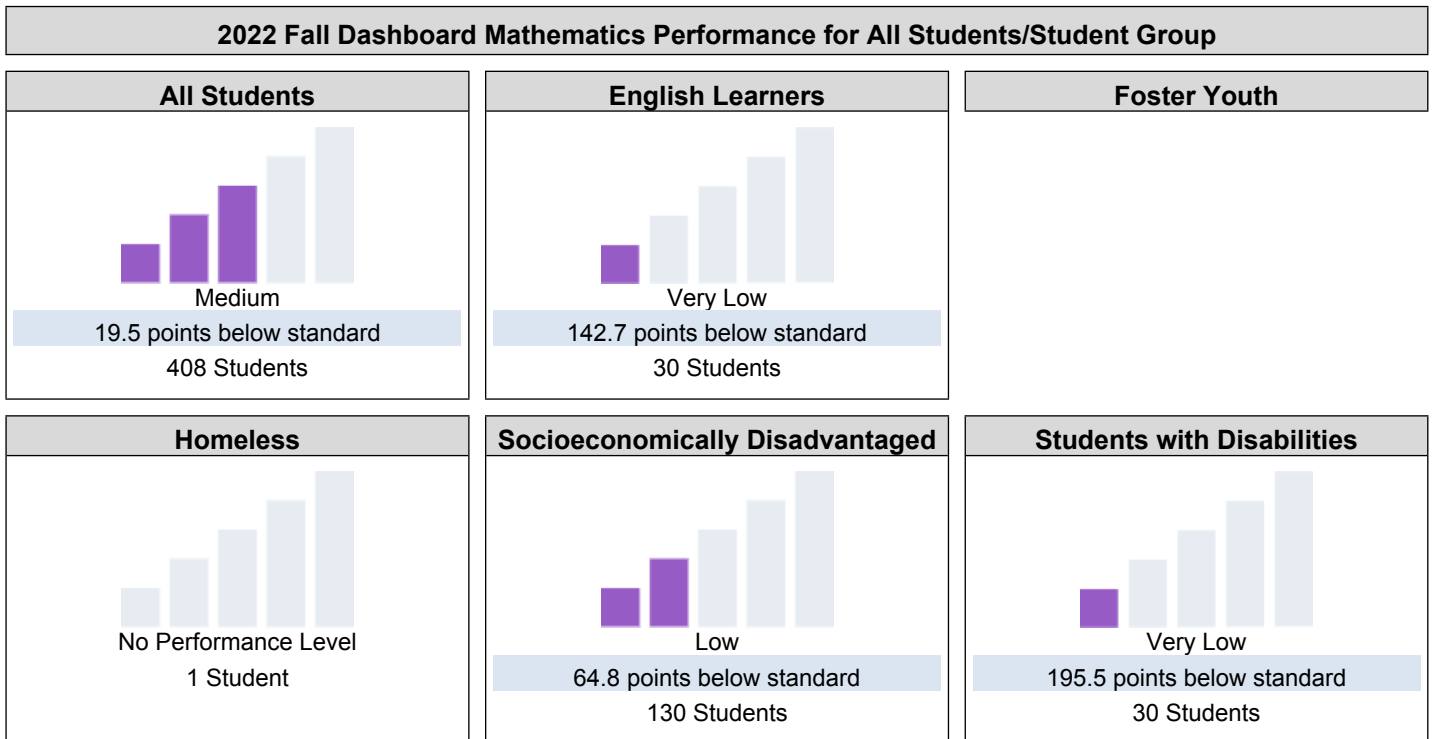 2022 Fall Dashboard Mathematics Performance for All Students/Student Group
All Students
Medium
19.5 points below standard
408 Students
English Learners
Very Low
142.7 points below standard
30 Students
Foster Youth
Homeless
No Performance Level
1 Student
Socioeconomically Disadvantaged
Low
64.8 points below standard
130 Students
Students with Disabilities
Very Low
195.5 points below standard
30 Students